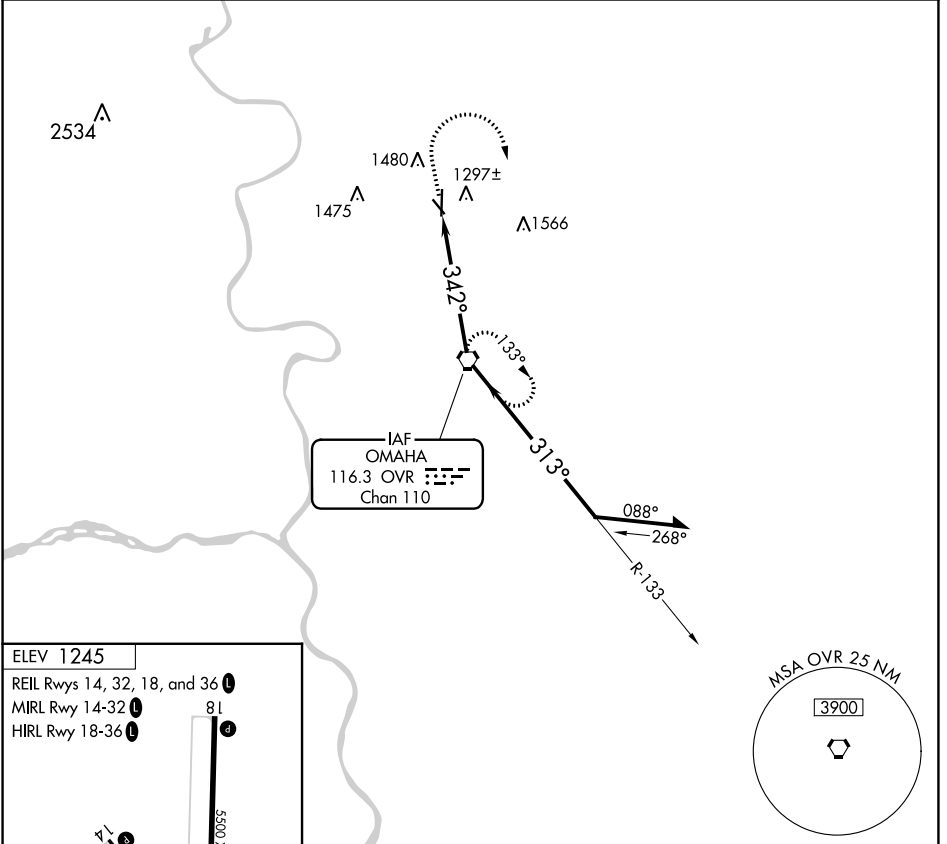 2534
1480
1297±
1475
1566
342°
133°
IAF
OMAHA
116.3 OVR
Chan 110
313°
088°
268°
R-133
ELEV 1245
REIL Rwys 14, 32, 18, and 36 L
MIRL Rwy 14-32 L
HIRL Rwy 18-36 L
18
P
5500
14
P
MSA OVR 25 NM
3900